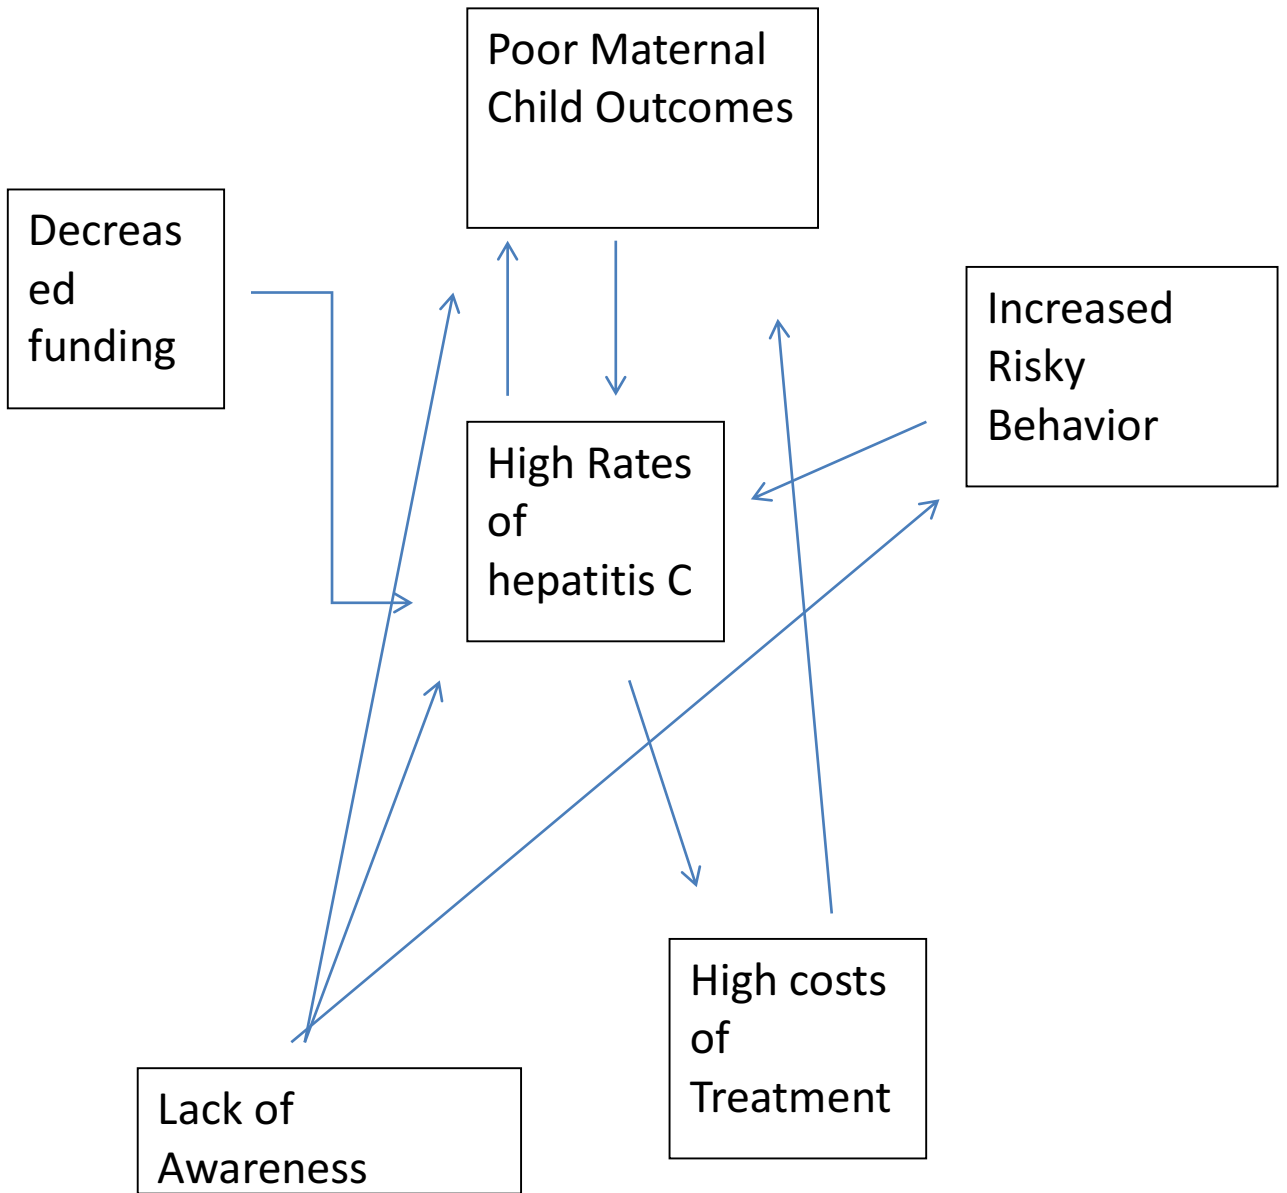 Poor Maternal
Child Outcomes
Decreas
ed
funding
Increased
Risky
Behavior
High Rates
of
hepatitis C
High costs
of
Treatment
Lack of
Awareness